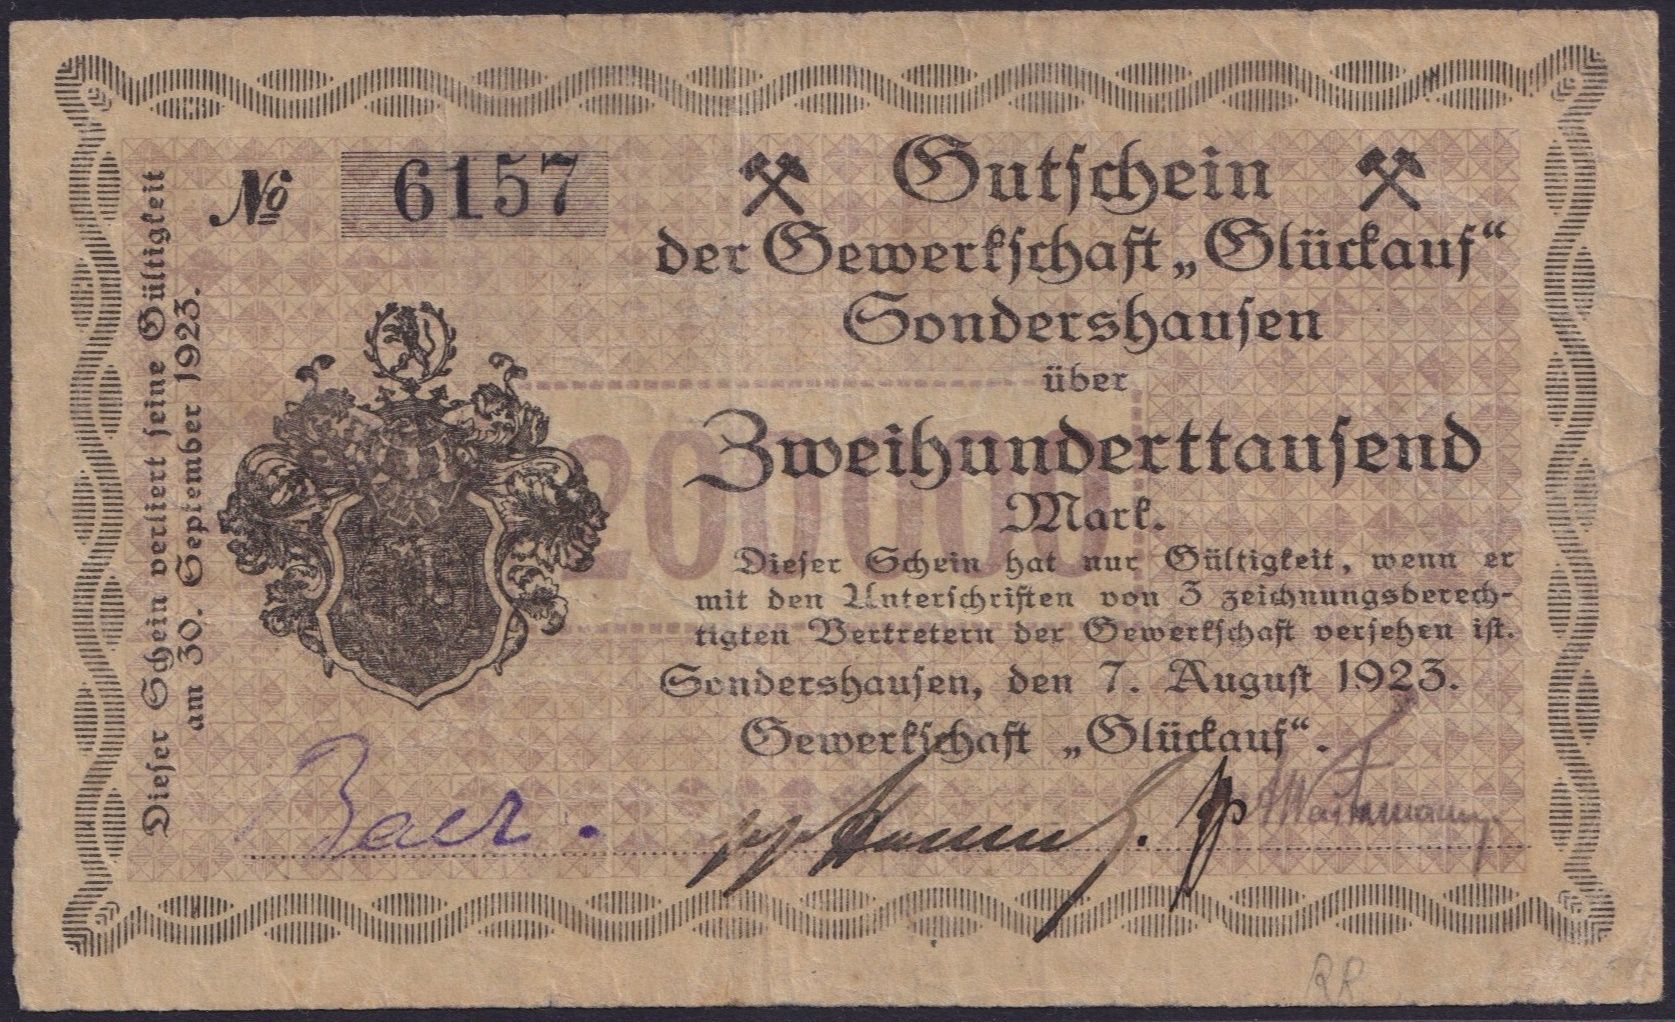 Dieser Schein verliert seine Gültigkeit
am 30. September 1923.
№ 6157
Gutschein
der Gewerkschaft „Glückauf“
Sondershausen
über
200000
Zweihunderttausend
Mark.
Dieser Schein hat nur Gültigkeit, wenn er
mit den Unterschriften von 3 zeichnungsberech-
tigten Vertretern der Gewerkschaft versehen ist.
Sondershausen, den 7. August 1923.
Gewerkschaft „Glückauf“.
Baer.
RR